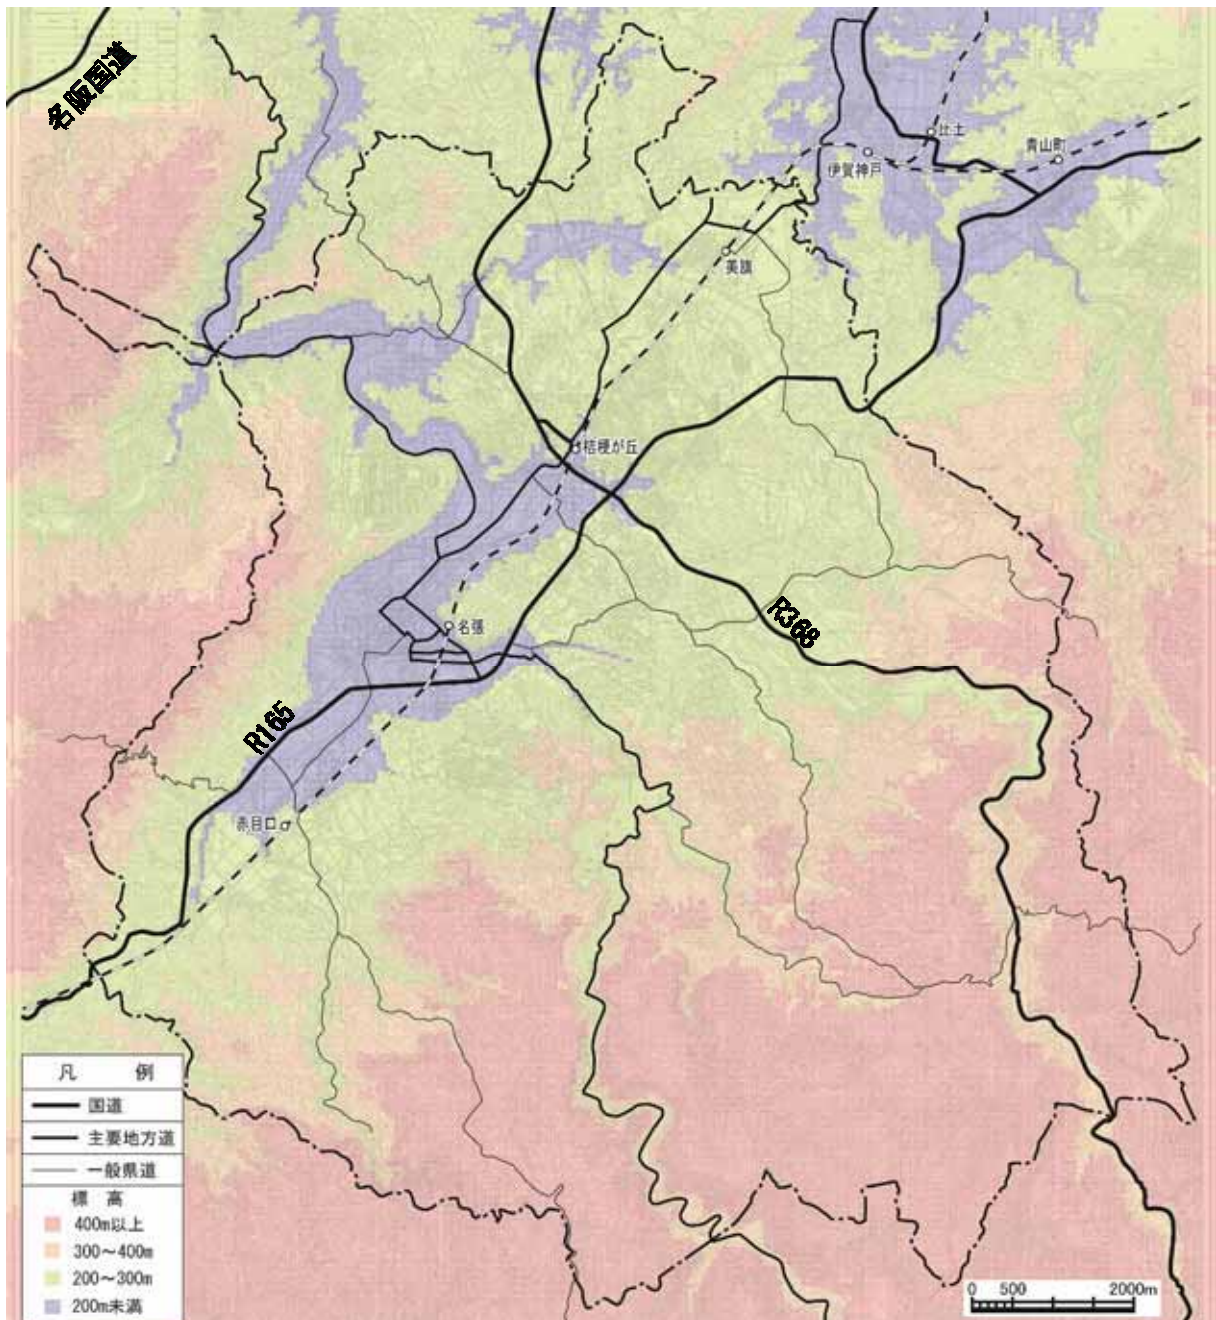 名阪国道
比土
青山町
伊賀神戸
美旗
桔梗が丘
R368
名張
R165
赤目口
凡 例
国道
主要地方道
一般県道
標 高
400m以上
300～400m
200～300m
200m未満
0 500 2000m